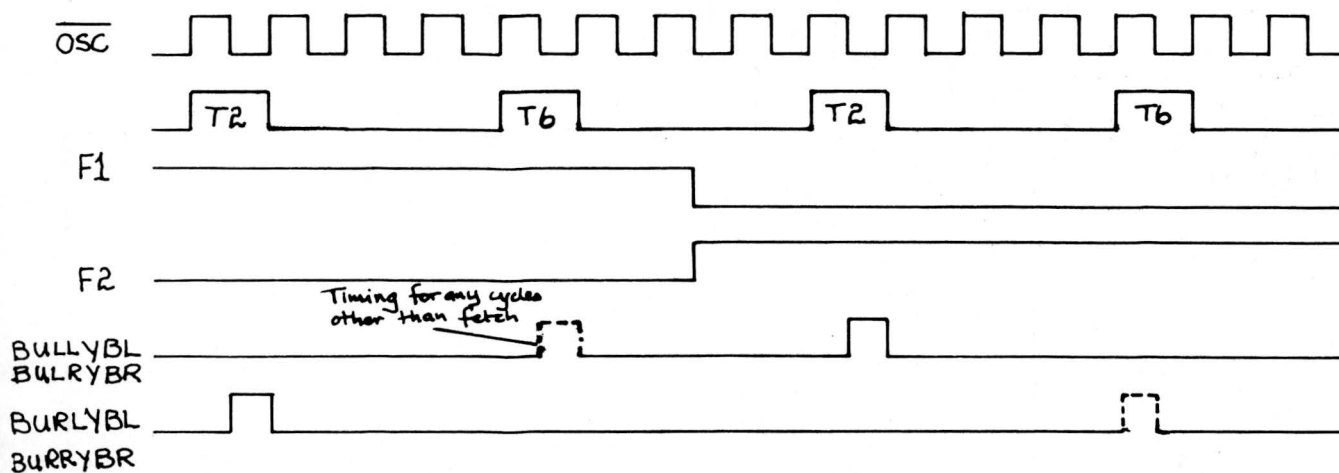 OSC
T2 T6 T2 T6
F1
F2
Timing for any cycles
other than fetch
BULLYBL
BULRYBR
BURLYBL
BURRYBR